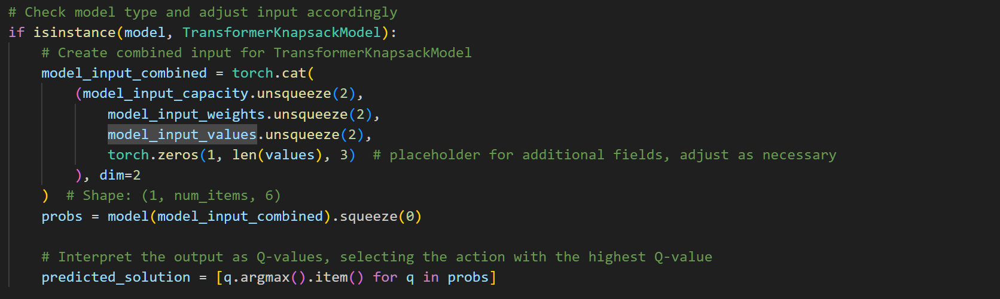 # Check model type and adjust input accordingly
if isinstance(model, TransformerKnapsackModel):
    # Create combined input for TransformerKnapsackModel
    model_input_combined = torch.cat(
        (model_input_capacity.unsqueeze(2),
            model_input_weights.unsqueeze(2),
            model_input_values.unsqueeze(2),
            torch.zeros(1, len(values), 3)  # placeholder for additional fields, adjust as necessary
        ), dim=2
    )  # Shape: (1, num_items, 6)
    probs = model(model_input_combined).squeeze(0)

    # Interpret the output as Q-values, selecting the action with the highest Q-value
    predicted_solution = [q.argmax().item() for q in probs]